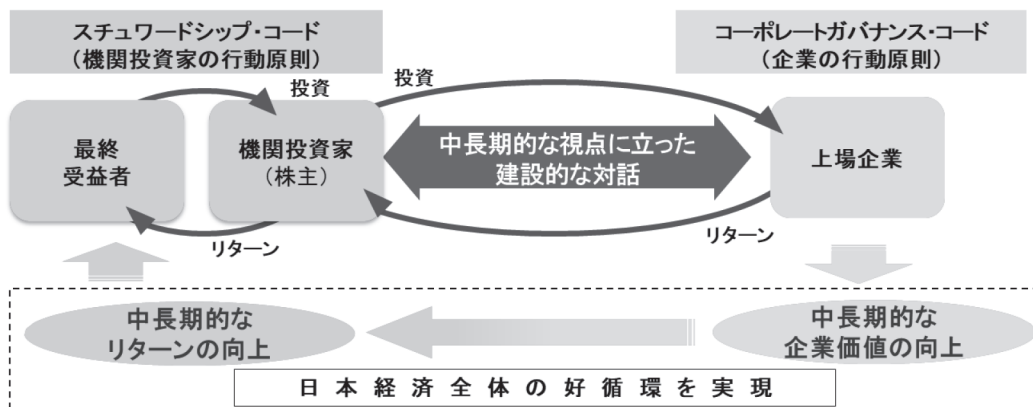 スチュワードシップ・コード
（機関投資家の行動原則）
コーポレートガバナンス・コード
（企業の行動原則）
投資
投資
最終
受益者
機関投資家
（株主）
中長期的な視点に立った
建設的な対話
上場企業
リターン
リターン
中長期的な
リターンの向上
中長期的な
企業価値の向上
日本経済全体の好循環を実現